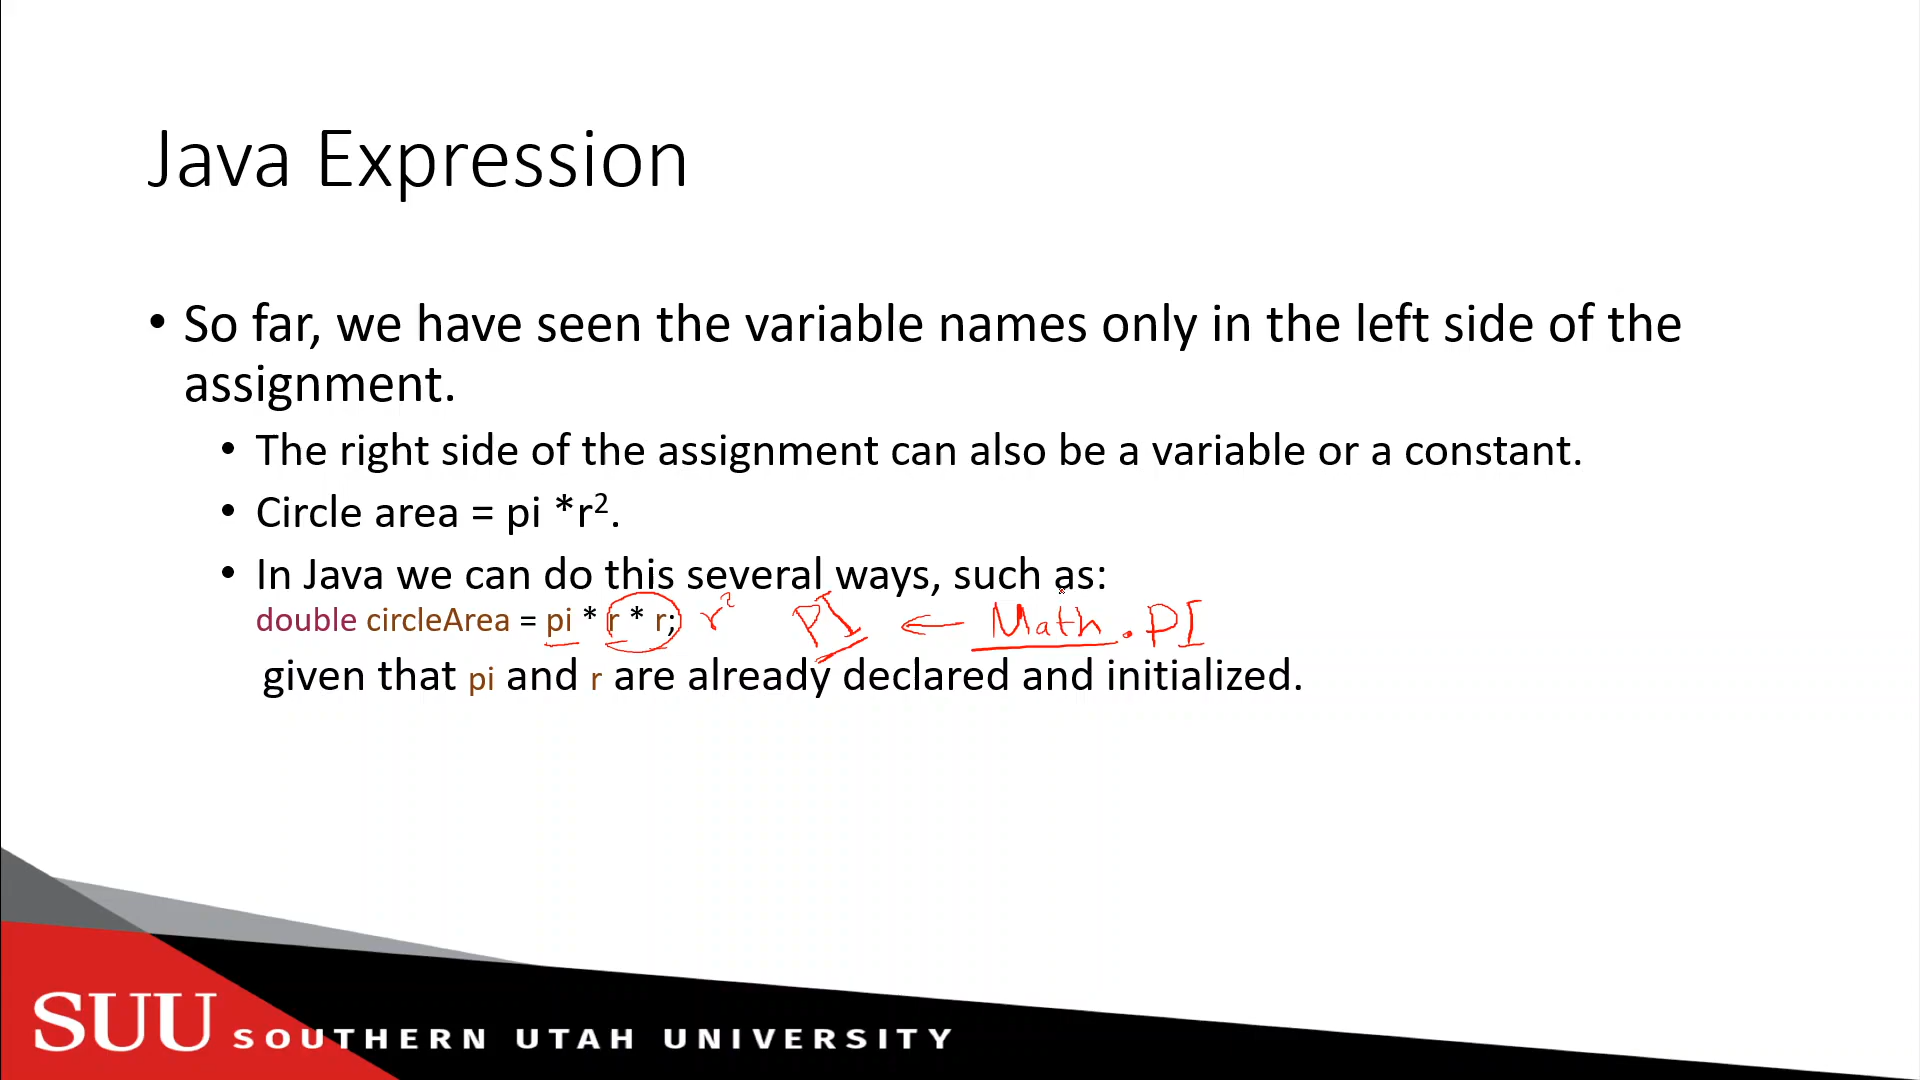 Java Expression
• So far, we have seen the variable names only in the left side of the
assignment.
• The right side of the assignment can also be a variable or a constant.
• Circle area = pi *r².
• In Java we can do this several ways, such as:
double circleArea = pi * r * r; r² PI ← Math.PI
given that pi and r are already declared and initialized.
SUU SOUTHERN UTAH UNIVERSITY